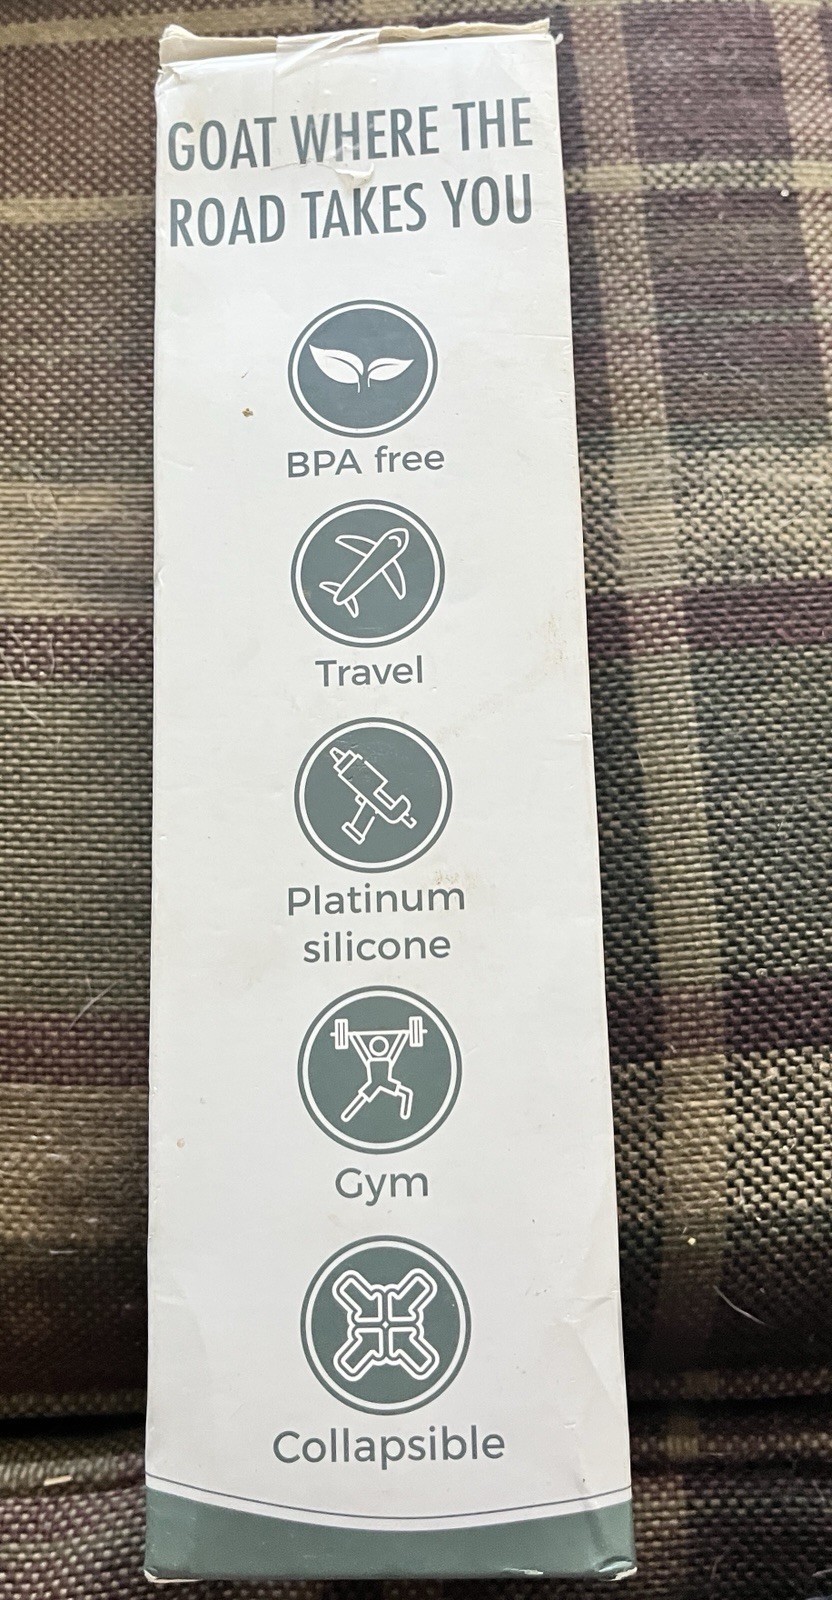 GOAT WHERE THE
ROAD TAKES YOU
BPA free
Travel
Platinum
silicone
Gym
Collapsible